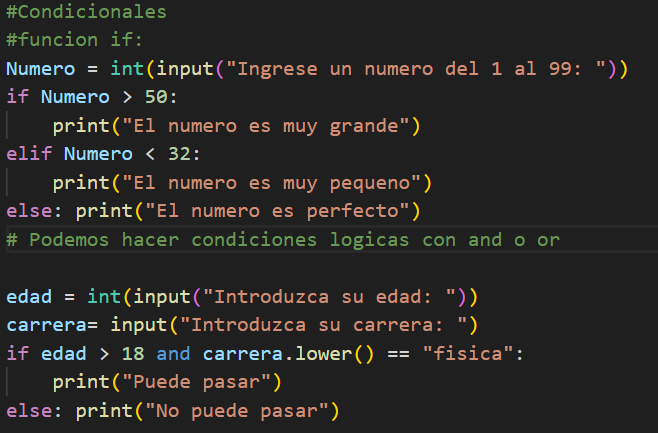 #Condicionales
#funcion if:
Numero = int(input("Ingrese un numero del 1 al 99: "))
if Numero > 50:
    print("El numero es muy grande")
elif Numero < 32:
    print("El numero es muy pequeno")
else: print("El numero es perfecto")
# Podemos hacer condiciones logicas con and o or
edad = int(input("Introduzca su edad: "))
carrera= input("Introduzca su carrera: ")
if edad > 18 and carrera.lower() == "fisica":
    print("Puede pasar")
else: print("No puede pasar")